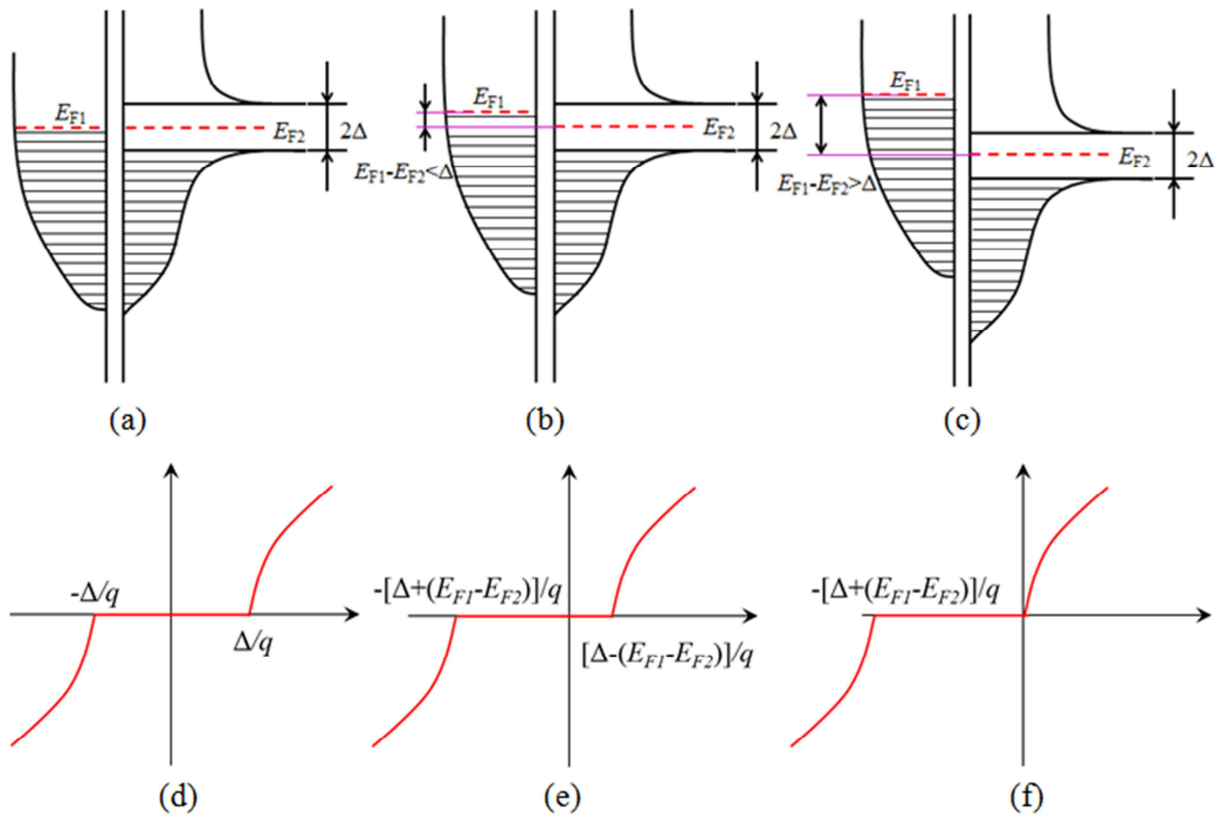 E_F1
E_F2
2Δ
E_F1
E_F2
2Δ
E_F1-E_F2<Δ
E_F1
E_F2
2Δ
E_F1-E_F2>Δ
(a)
(b)
(c)
-Δ/q
Δ/q
-[Δ+(E_F1-E_F2)]/q
[Δ-(E_F1-E_F2)]/q
-[Δ+(E_F1-E_F2)]/q
(d)
(e)
(f)